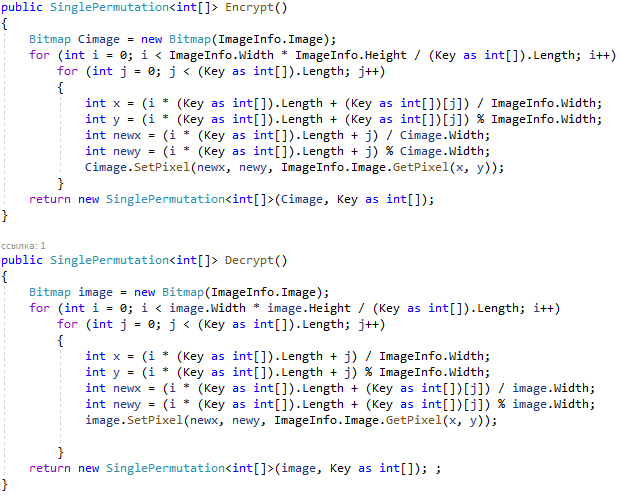 public SinglePermutation<int[]> Encrypt()
{
    Bitmap Cimage = new Bitmap(ImageInfo.Image);
    for (int i = 0; i < ImageInfo.Width * ImageInfo.Height / (Key as int[]).Length; i++)
        for (int j = 0; j < (Key as int[]).Length; j++)
        {
            int x = (i * (Key as int[]).Length + (Key as int[])[j]) / ImageInfo.Width;
            int y = (i * (Key as int[]).Length + (Key as int[])[j]) % ImageInfo.Width;
            int newx = (i * (Key as int[]).Length + j) / Cimage.Width;
            int newy = (i * (Key as int[]).Length + j) % Cimage.Width;
            Cimage.SetPixel(newx, newy, ImageInfo.Image.GetPixel(x, y));
        }
    return new SinglePermutation<int[]>(Cimage, Key as int[]);
}
ссылка: 1
public SinglePermutation<int[]> Decrypt()
{
    Bitmap image = new Bitmap(ImageInfo.Image);
    for (int i = 0; i < image.Width * image.Height / (Key as int[]).Length; i++)
        for (int j = 0; j < (Key as int[]).Length; j++)
        {
            int x = (i * (Key as int[]).Length + j) / ImageInfo.Width;
            int y = (i * (Key as int[]).Length + j) % ImageInfo.Width;
            int newx = (i * (Key as int[]).Length + (Key as int[])[j]) / image.Width;
            int newy = (i * (Key as int[]).Length + (Key as int[])[j]) % image.Width;
            image.SetPixel(newx, newy, ImageInfo.Image.GetPixel(x, y));
        }
    return new SinglePermutation<int[]>(image, Key as int[]); ;
}